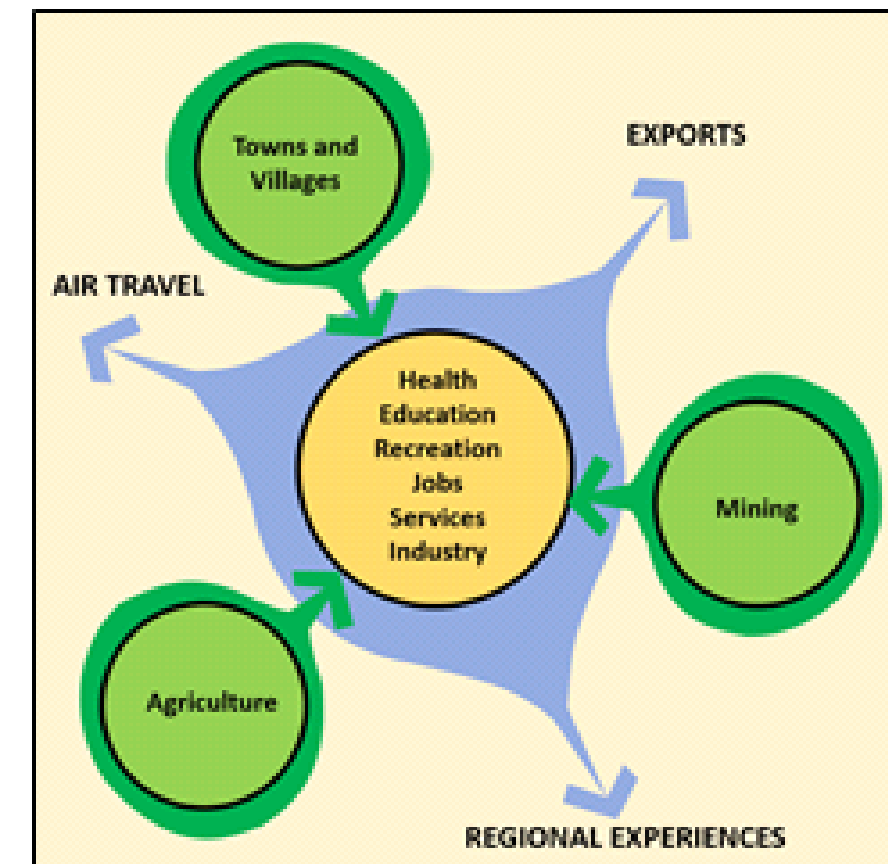 Towns and
Villages
EXPORTS
AIR TRAVEL
Health
Education
Recreation
Jobs
Services
Industry
Mining
Agriculture
REGIONAL EXPERIENCES